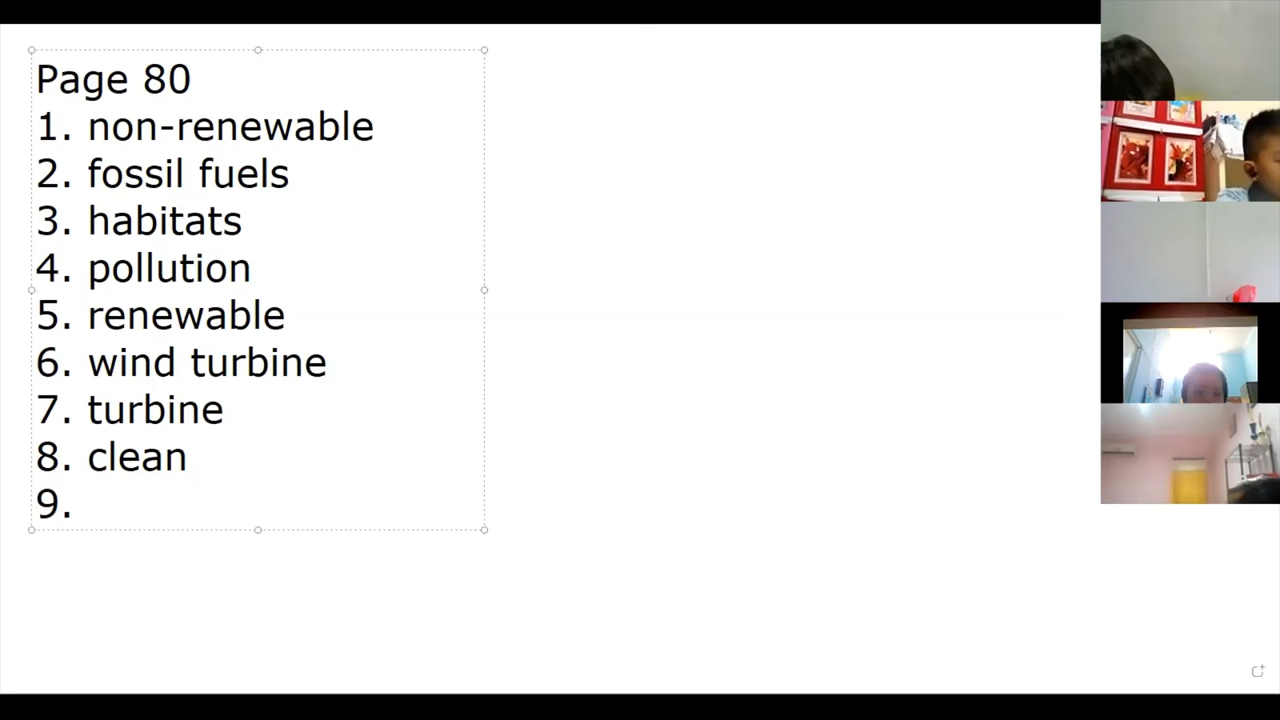 Page 80
1. non-renewable
2. fossil fuels
3. habitats
4. pollution
5. renewable
6. wind turbine
7. turbine
8. clean
9.